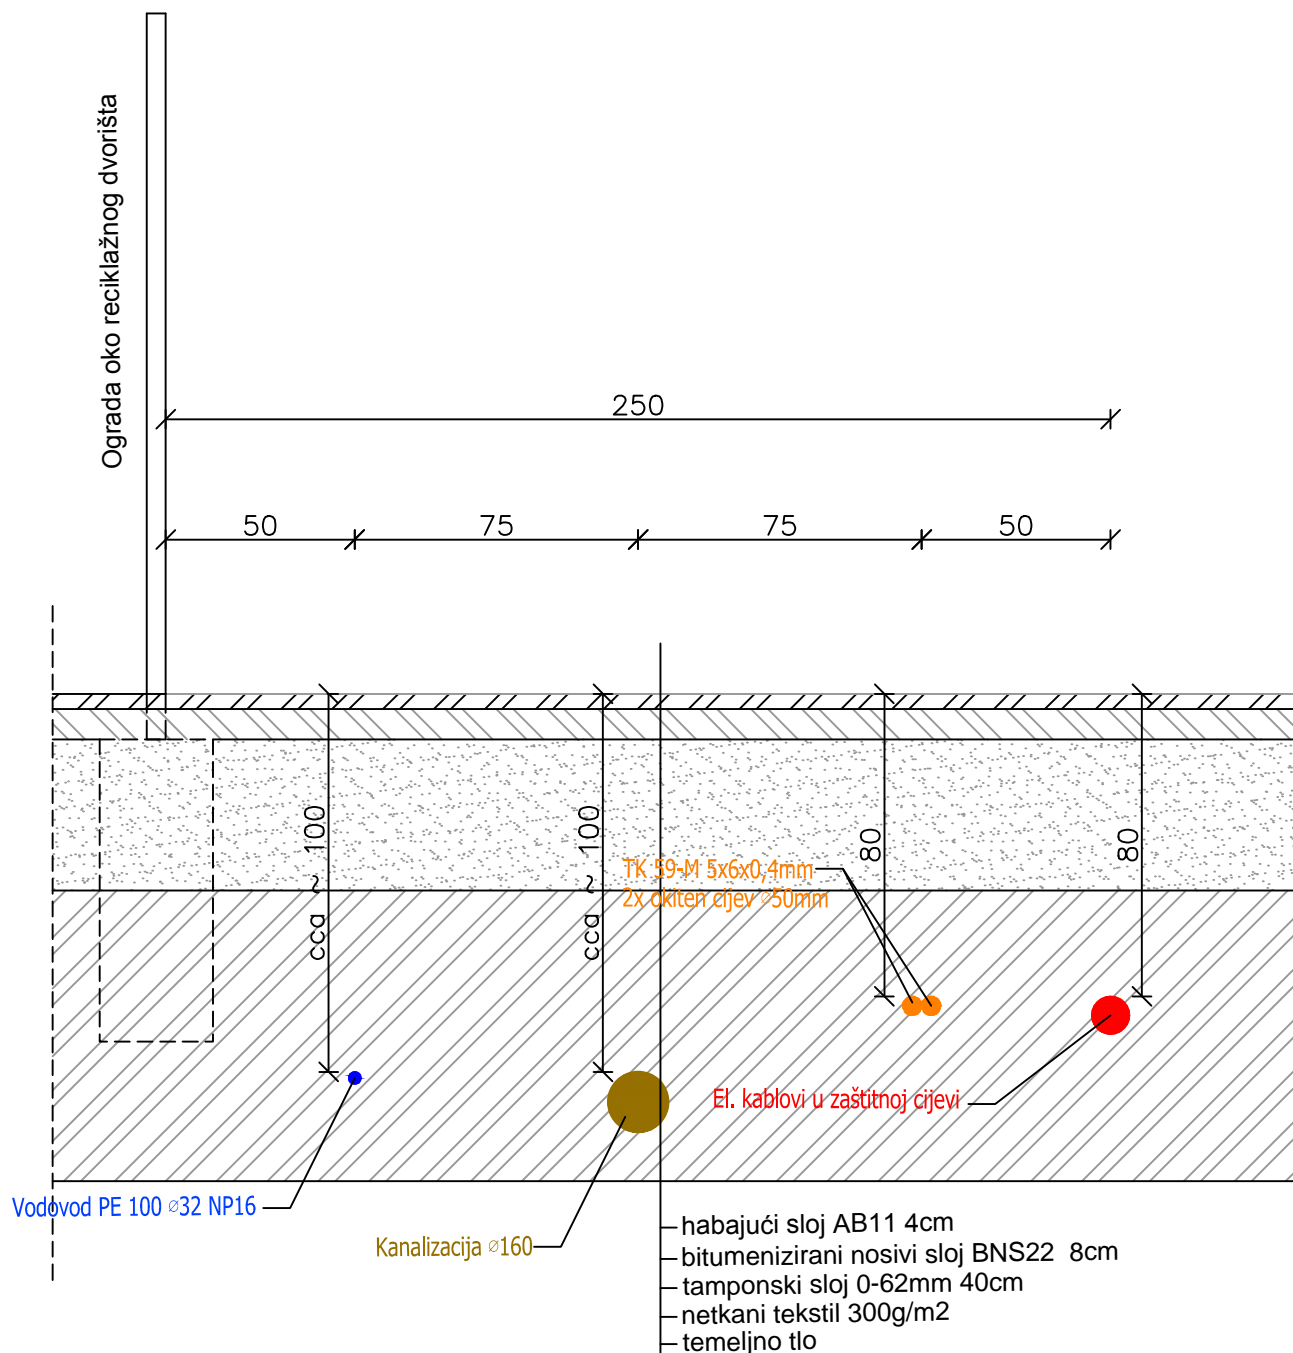 Ograda oko reciklažnog dvorišta
250
50
75
75
50
cca ~ 100
cca ~ 100
80
80
TK 59-M 5x6x0,4mm
2x okiten cijev ⌀50mm
El. kablovi u zaštitnoj cijevi
Vodovod PE 100 ⌀32 NP16
Kanalizacija ⌀160
habajući sloj AB11 4cm
bitumenizirani nosivi sloj BNS22 8cm
tamponski sloj 0-62mm 40cm
netkani tekstil 300g/m2
temeljno tlo